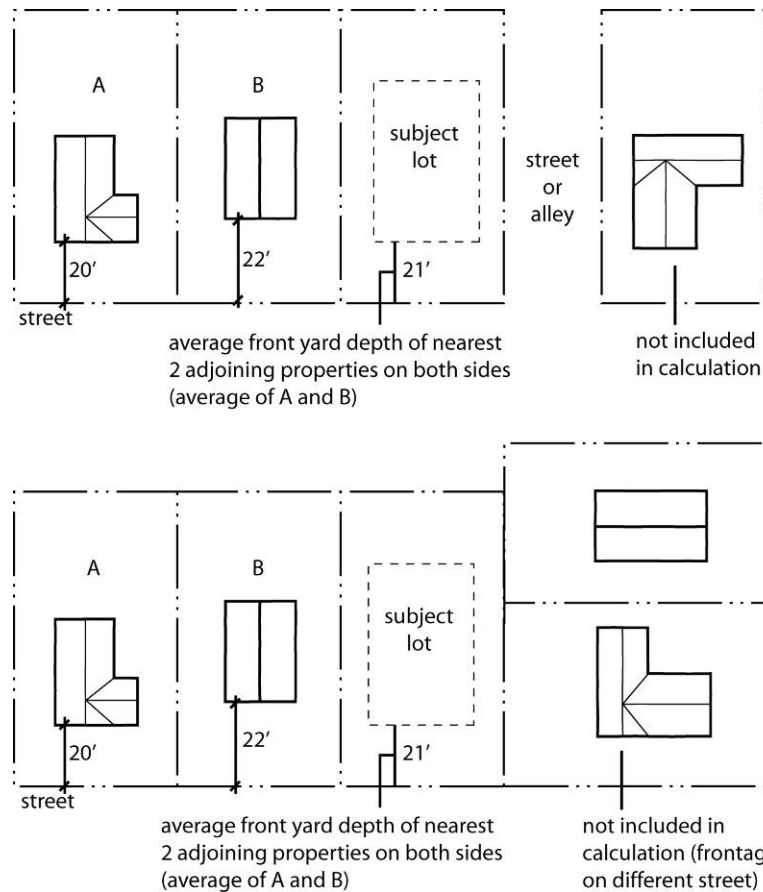 A
B
subject
lot
street
or
alley
20'
22'
21'
street
average front yard depth of nearest
2 adjoining properties on both sides
(average of A and B)
not included
in calculation
A
B
subject
lot
20'
22'
21'
street
average front yard depth of nearest
2 adjoining properties on both sides
(average of A and B)
not included in
calculation (frontag
on different street)